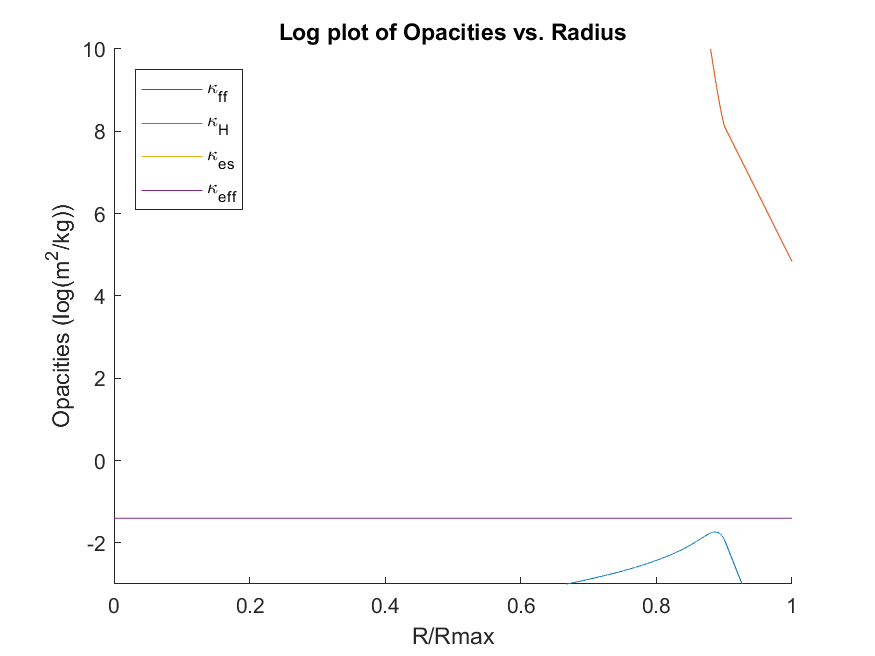 Log plot of Opacities vs. Radius
10
8
6
4
2
0
-2
κff
κH
κes
κeff
Opacities (log(m²/kg))
0
0.2
0.4
0.6
0.8
1
R/Rmax